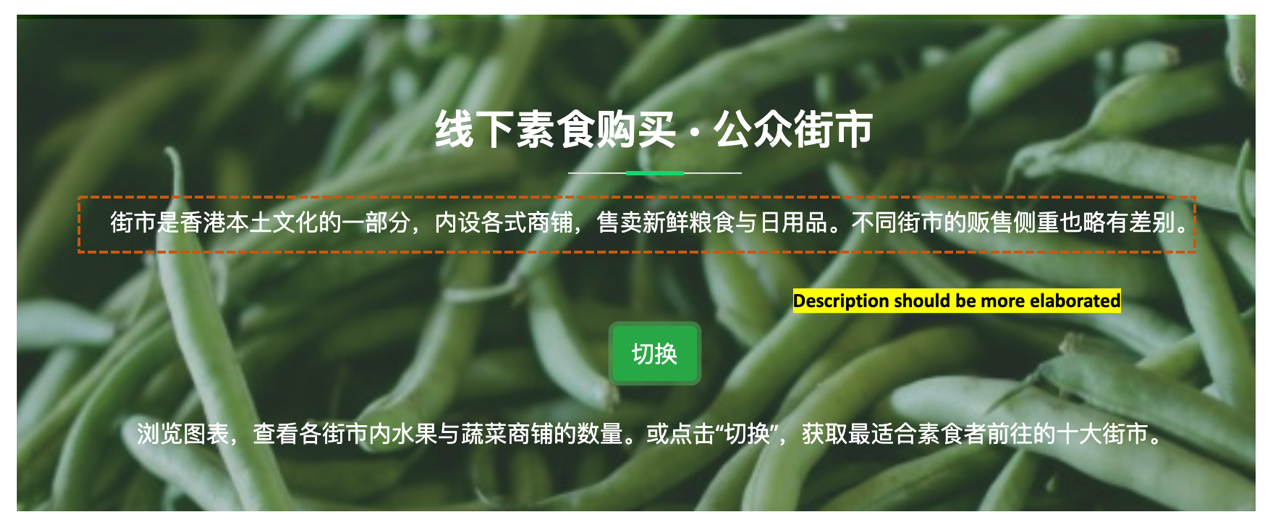 线下素食购买 · 公众街市
街市是香港本土文化的一部分，内设各式商铺，售卖新鲜粮食与日用品。不同街市的贩售侧重也略有差别。
Description should be more elaborated
切换
浏览图表，查看各街市内水果与蔬菜商铺的数量。或点击“切换”，获取最适合素食者前往的十大街市。